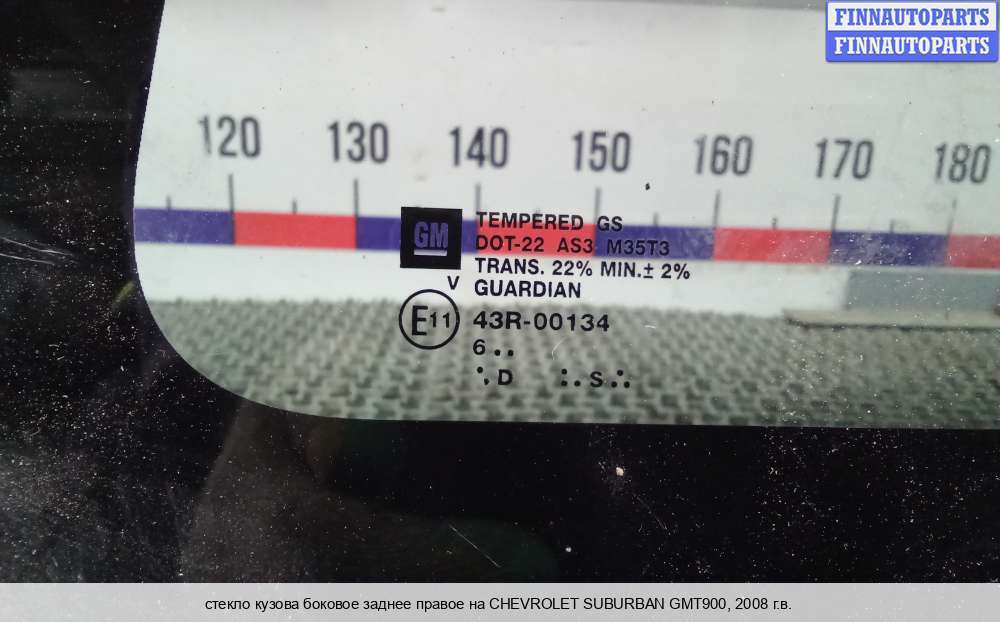 FINNAUTOPARTS
FINNAUTOPARTS
120 130 140 150 160 170 180
GM TEMPERED GS
DOT-22 AS3 M35T3
TRANS. 22% MIN.± 2%
V GUARDIAN
E11 43R-00134
6..
D S
стекло кузова боковое заднее правое на CHEVROLET SUBURBAN GMT900, 2008 г.в.